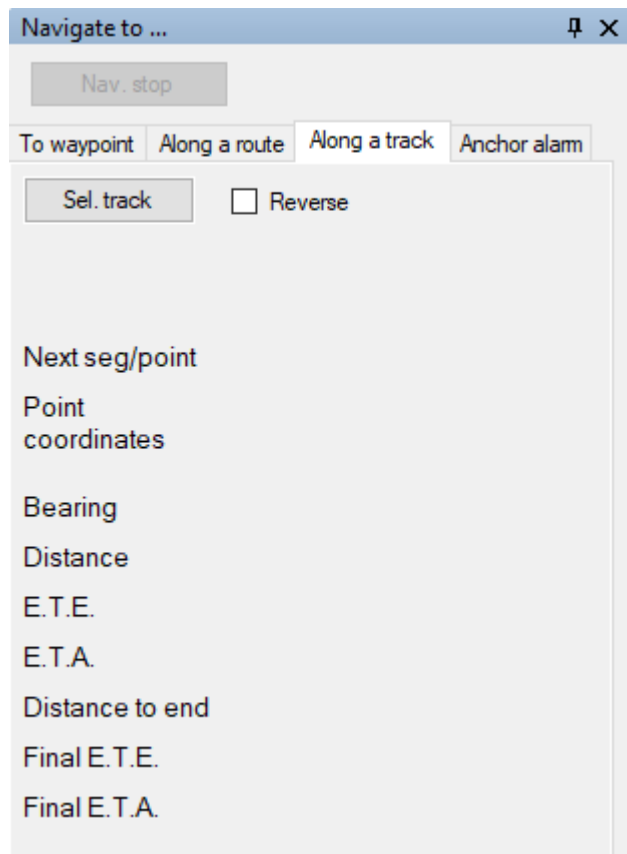 Navigate to ...
Nav. stop
To waypoint Along a route Along a track Anchor alarm
Sel. track Reverse
Next seg/point
Point
coordinates
Bearing
Distance
E.T.E.
E.T.A.
Distance to end
Final E.T.E.
Final E.T.A.